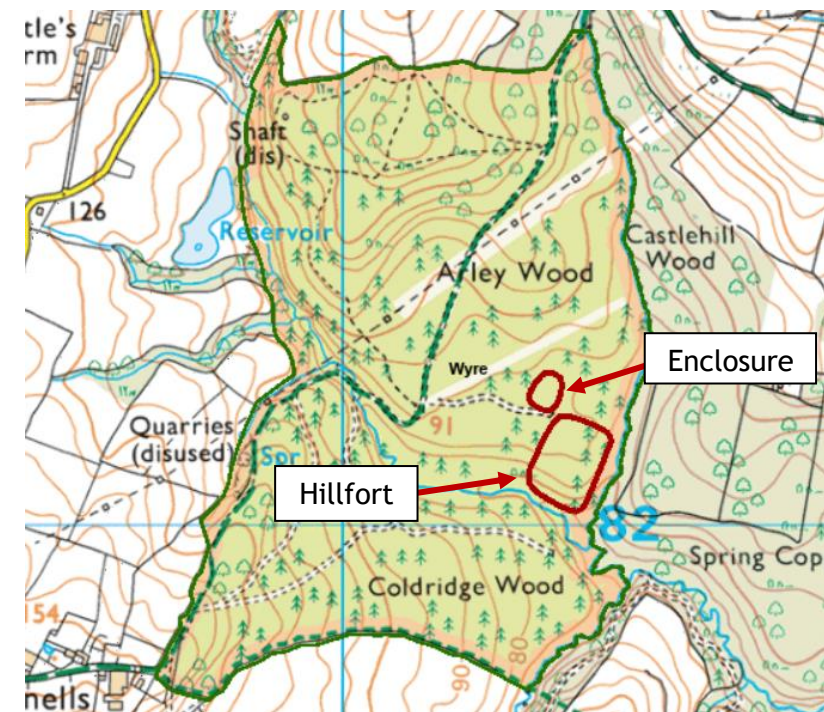 tle's
rm
Shaft
(dis)
126
Reservoir
Castlehill
Wood
Arley Wood
Wyre
Enclosure
91
Quarries
(disused)
Spr
Hillfort
82
Spring Cop
Coldridge Wood
154
90
80
nells